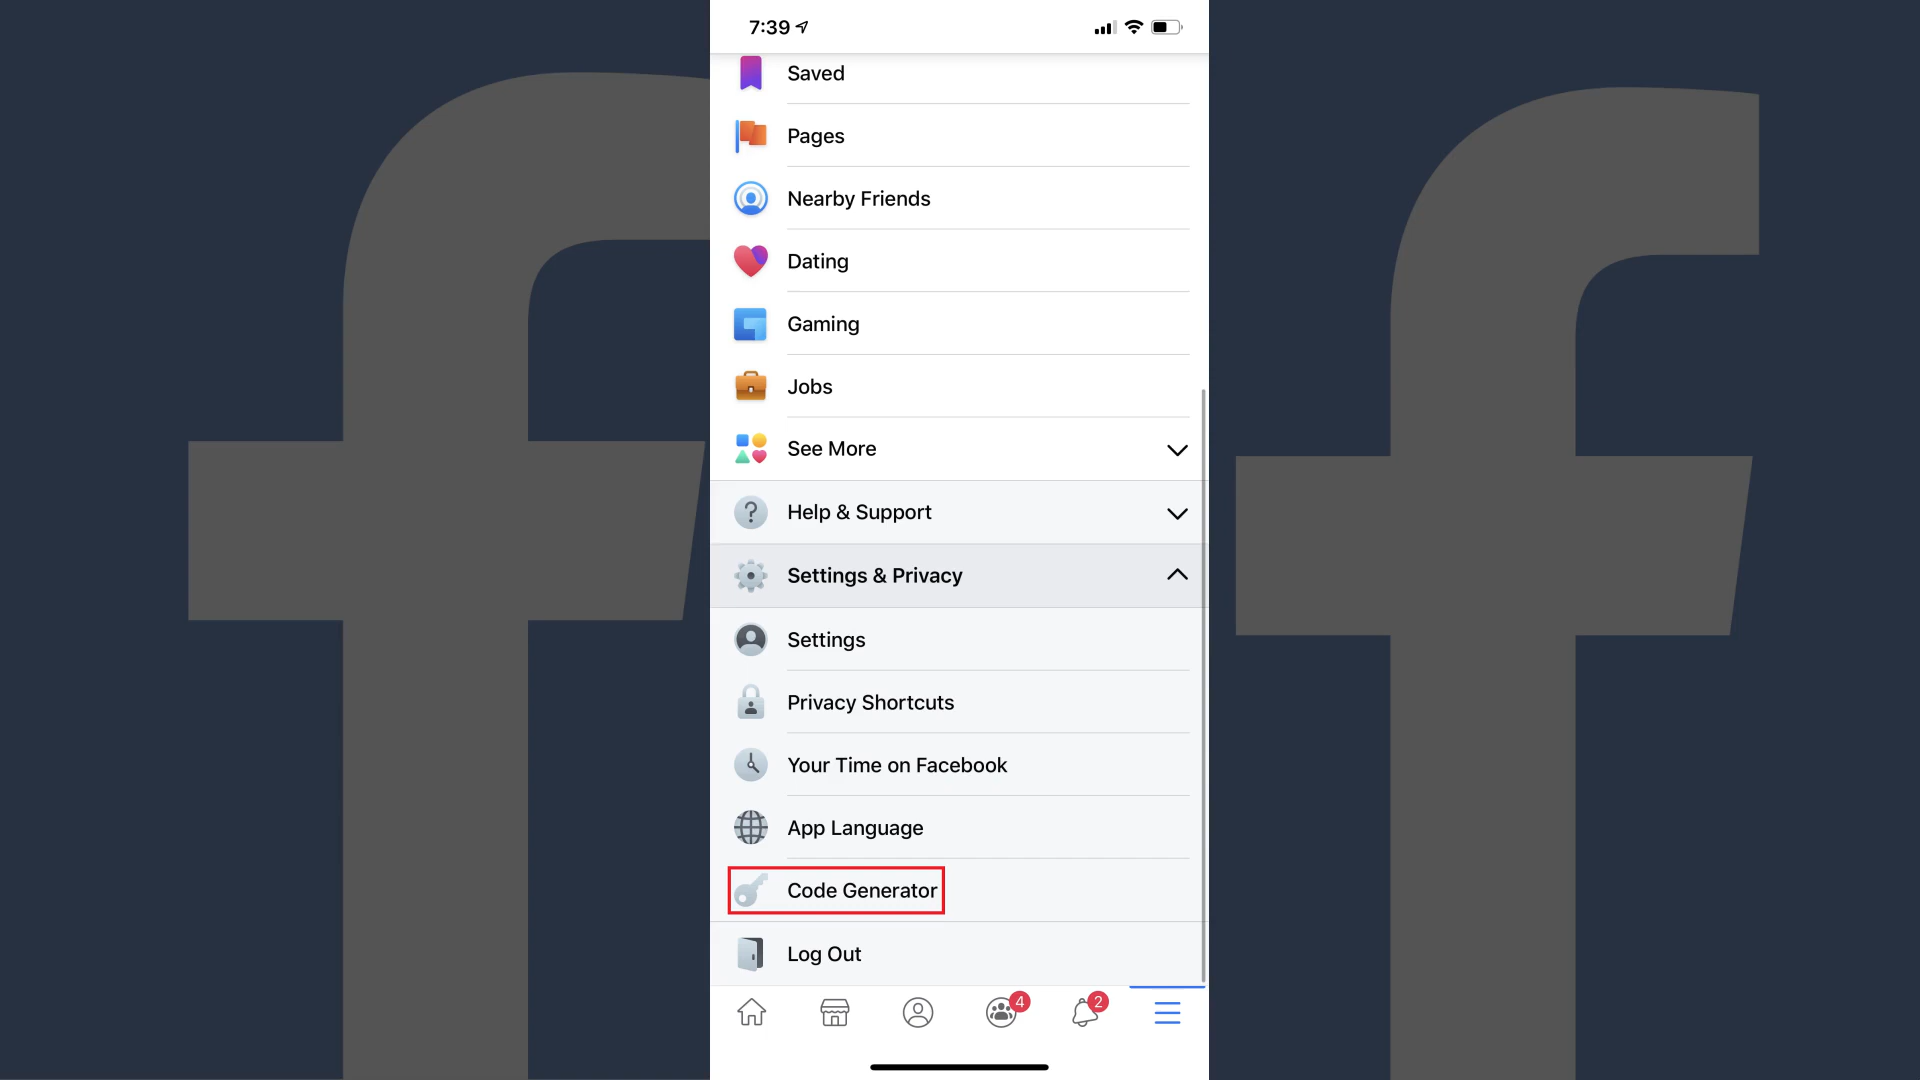 7:39
Saved
Pages
Nearby Friends
Dating
Gaming
Jobs
See More
Help & Support
Settings & Privacy
Settings
Privacy Shortcuts
Your Time on Facebook
App Language
Code Generator
Log Out
4
2